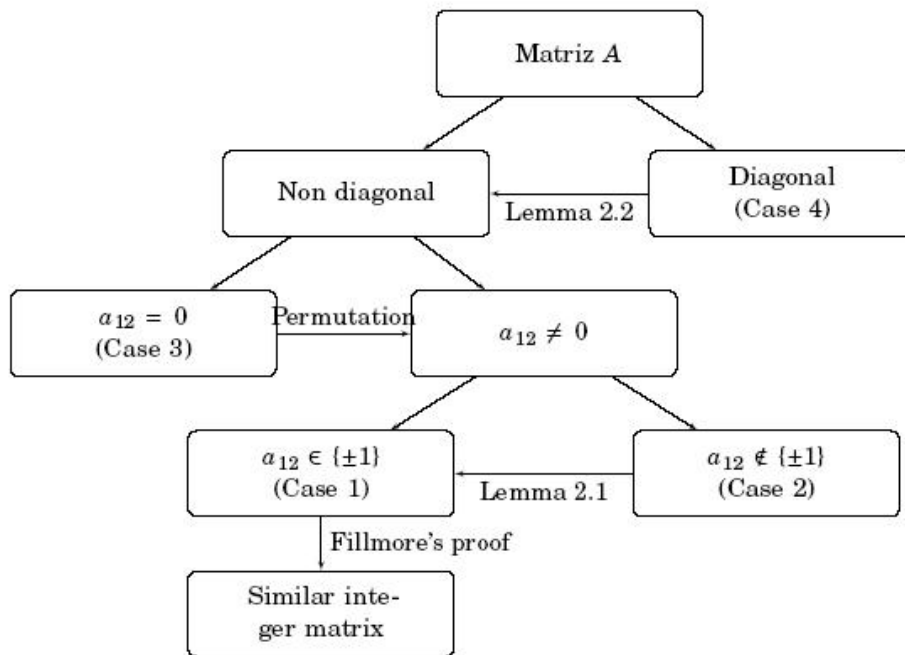 Matriz A
Non diagonal
Diagonal
(Case 4)
Lemma 2.2
a12 = 0
(Case 3)
Permutation
a12 ≠ 0
a12 ∈ {±1}
(Case 1)
Lemma 2.1
a12 ∉ {±1}
(Case 2)
Fillmore's proof
Similar inte-
ger matrix